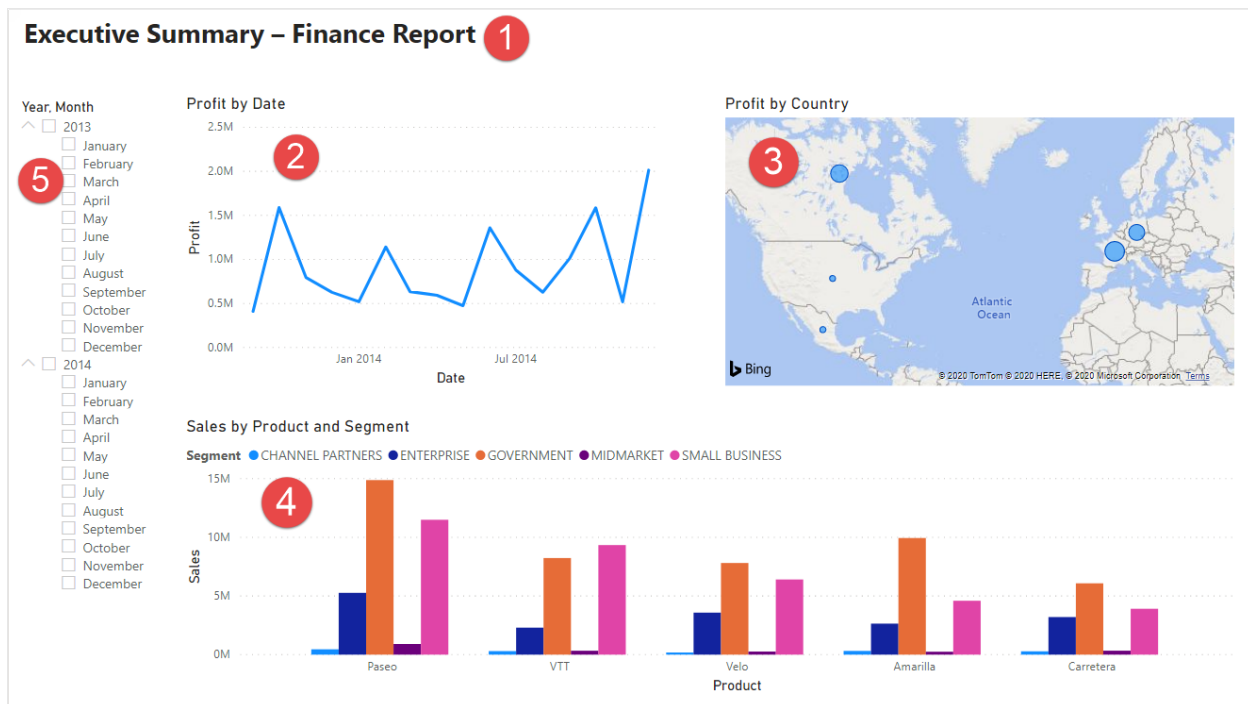 Executive Summary – Finance Report
1
Year, Month
2013
January
February
March
April
May
June
July
August
September
October
November
December
2014
January
February
March
April
May
June
July
August
September
October
November
December
5
Profit by Date
2
2.5M
2.0M
1.5M
1.0M
0.5M
0.0M
Profit
Jan 2014 Jul 2014
Date
Profit by Country
3
Atlantic
Ocean
Bing
© 2020 TomTom © 2020 HERE, © 2020 Microsoft Corporation Terms
Sales by Product and Segment
Segment CHANNEL PARTNERS ENTERPRISE GOVERNMENT MIDMARKET SMALL BUSINESS
4
15M
10M
5M
0M
Sales
Paseo VTT Velo Amarilla Carretera
Product